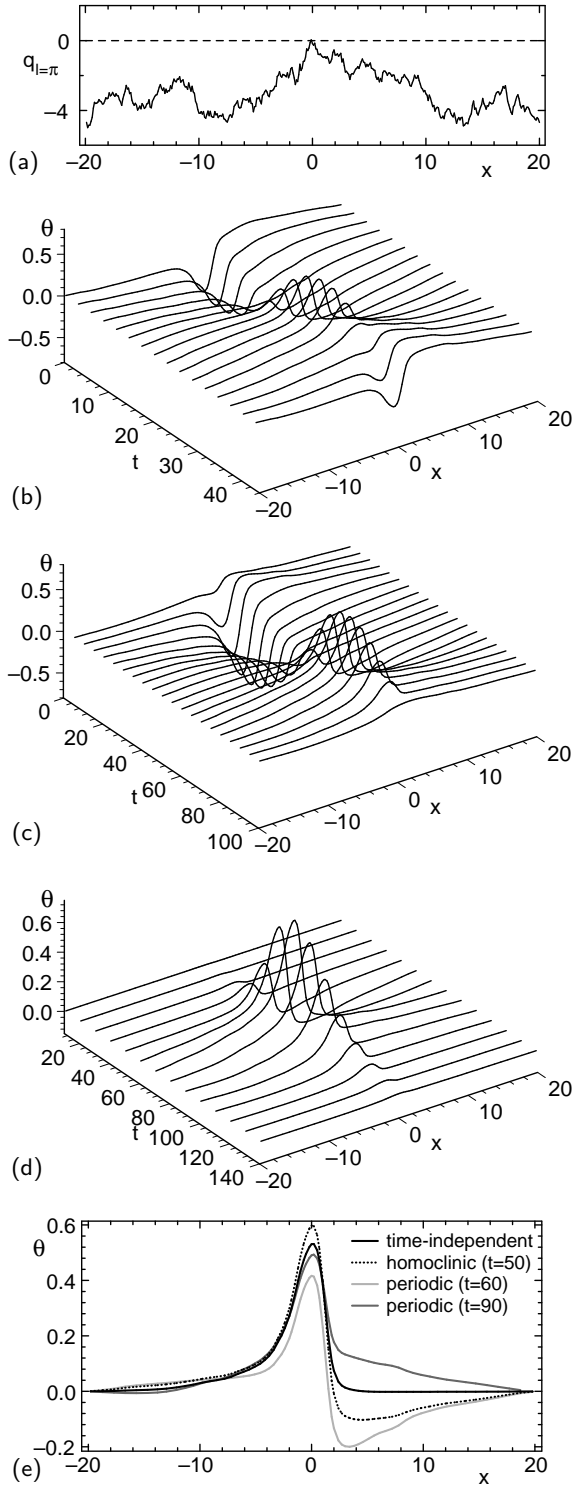 0
q_{l=π}
−4
(a)
−20 −10 0 10 20
x
θ
0.5
0.0
−0.5
0
10
20
t
30
40
−20
−10
0
x
10
20
(b)
θ
0.5
0.0
−0.5
0
20
40
t
60
80
100
−20
−10
0
x
10
20
(c)
θ
0.6
0.4
0.2
0.0
20
40
60
80
t
100
120
140
−20
−10
0
x
10
20
(d)
0.6
θ
0.4
0.2
0.0
−0.2
time-independent
homoclinic (t=50)
periodic (t=60)
periodic (t=90)
(e)
−20 −10 0 10 20
x